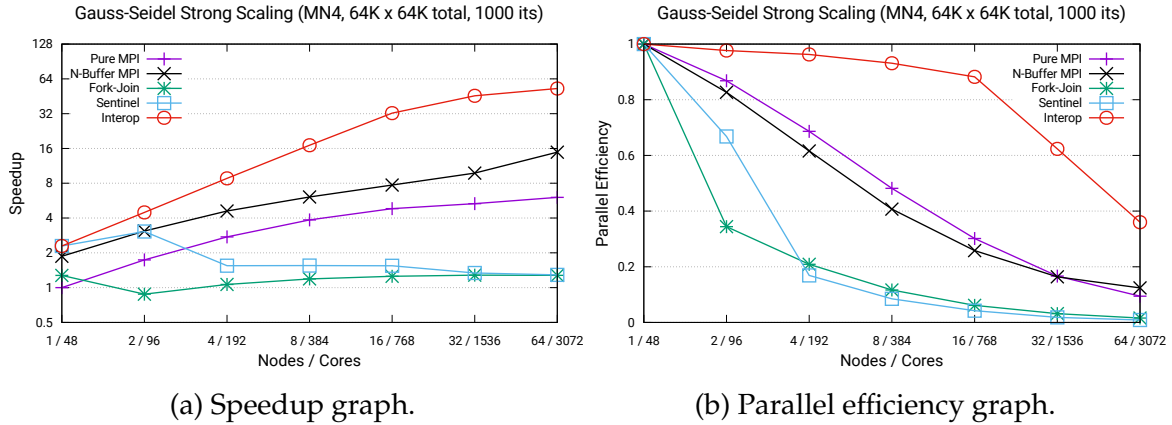 Gauss-Seidel Strong Scaling (MN4, 64K x 64K total, 1000 its)
128
64
32
16
8
4
2
1
0.5
Speedup
Pure MPI
N-Buffer MPI
Fork-Join
Sentinel
Interop
1 / 48 2 / 96 4 / 192 8 / 384 16 / 768 32 / 1536 64 / 3072
Nodes / Cores
(a) Speedup graph.
Gauss-Seidel Strong Scaling (MN4, 64K x 64K total, 1000 its)
1
0.8
0.6
0.4
0.2
0
Parallel Efficiency
Pure MPI
N-Buffer MPI
Fork-Join
Sentinel
Interop
1 / 48 2 / 96 4 / 192 8 / 384 16 / 768 32 / 1536 64 / 3072
Nodes / Cores
(b) Parallel efficiency graph.